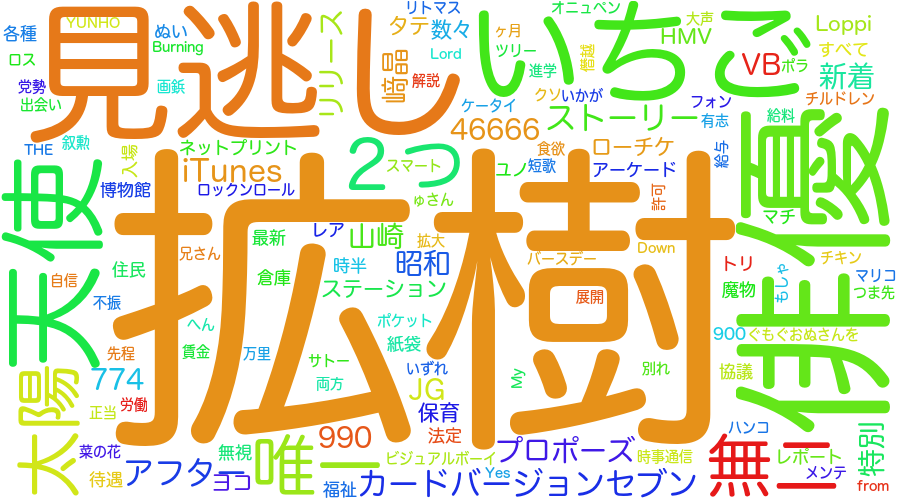 見逃し
いちご
拡樹
俳優
天使
太陽
無二
唯一
2つ
各種
YUNHO
ぬい
Burning
ロス
党勢
出会い
画鋲
THE
叙勲
リリース
リトマス
タテ
数々
﨑晶
Lord
解説
オニュペン
ヶ月
ツリー
進学
僭越
大声
HMV
Loppi
VB
ポラ
すべて
新着
チルドレン
ケータイ
クソ
いかが
フォン
ストーリー
有志
給料
46666
食欲
ローチケ
短歌
アーケード
給与
マチ
許可
入場
ネットプリント
iTunes
スマート
ユノ
博物館
ロックンロール
ゅさん
レア
山崎
拡大
最新
兄さん
時半
昭和
バースデー
Down
トリ
チキン
マリコ
つま先
もしゃ
魔物
住民
倉庫
ステーション
展開
自信
不振
へん
ポケット
紙袋
900
ぐもぐおぬさんを
先程
賃金
万里
サトー
いずれ
別れ
協議
774
両方
JG
My
正当
労働
保育
990
法定
ハンコ
特別
菜の花
無視
プロポーズ
時事通信
レポート
待遇
アフター
ヨコ
ビジュアルボーイ
Yes
カードバージョンセブン
福祉
メンテ
from